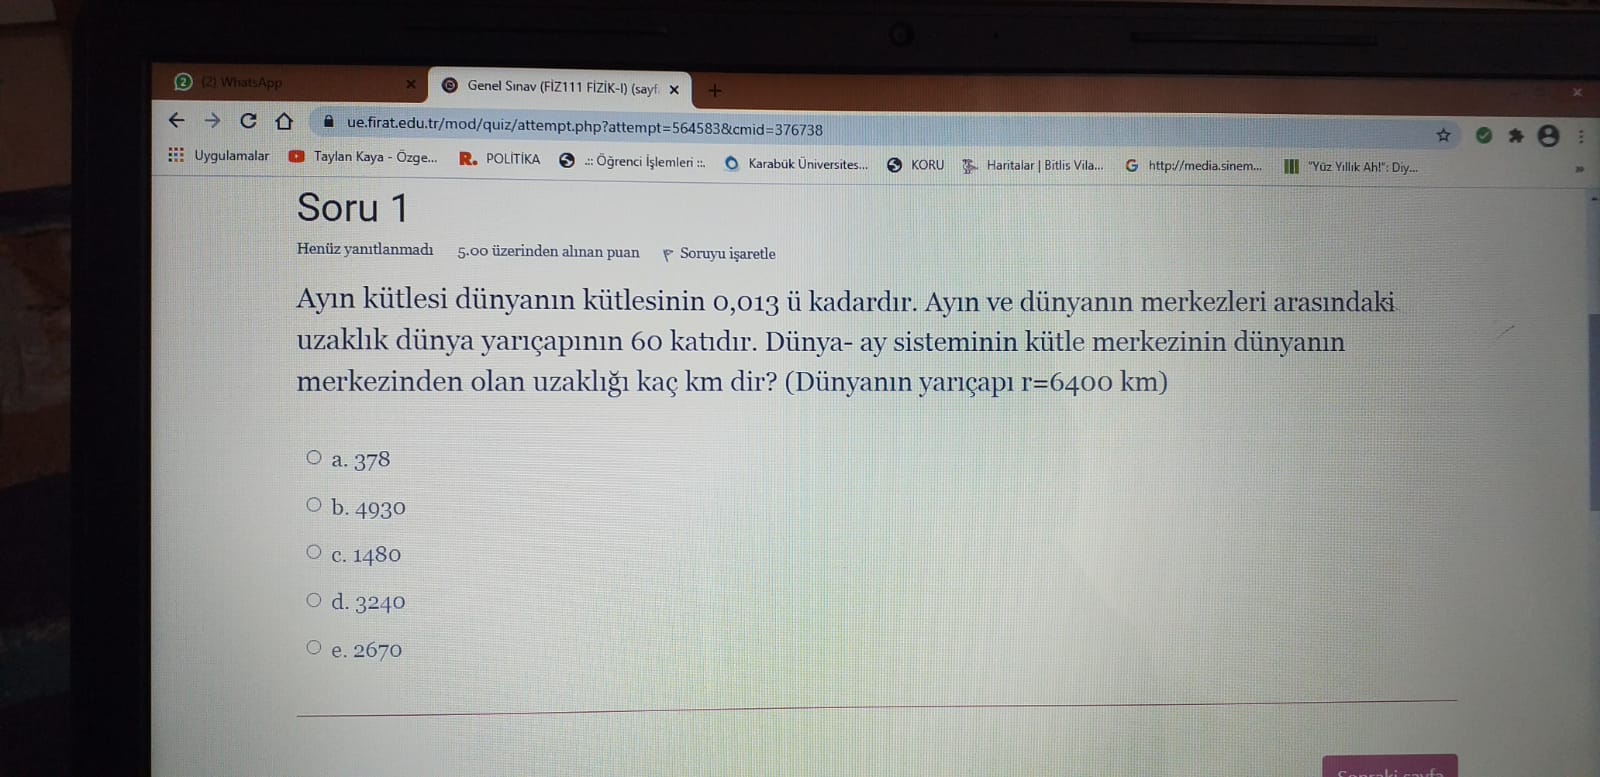 (2) WhatsApp
Genel Sınav (FİZ111 FİZİK-I) (sayf
ue.firat.edu.tr/mod/quiz/attempt.php?attempt=564583&cmid=376738
Uygulamalar Taylan Kaya - Özge... R. POLİTİKA .:: Öğrenci İşlemleri ::. Karabük Üniversites... KORU Haritalar | Bitlis Vila... http://media.sinem... "Yüz Yıllık Ah!": Diy...
Soru 1
Henüz yanıtlanmadı 5,00 üzerinden alınan puan Soruyu işaretle
Ayın kütlesi dünyanın kütlesinin 0,013 ü kadardır. Ayın ve dünyanın merkezleri arasındaki
uzaklık dünya yarıçapının 60 katıdır. Dünya- ay sisteminin kütle merkezinin dünyanın
merkezinden olan uzaklığı kaç km dir? (Dünyanın yarıçapı r=6400 km)
a. 378
b. 4930
c. 1480
d. 3240
e. 2670
Sonraki sayfa